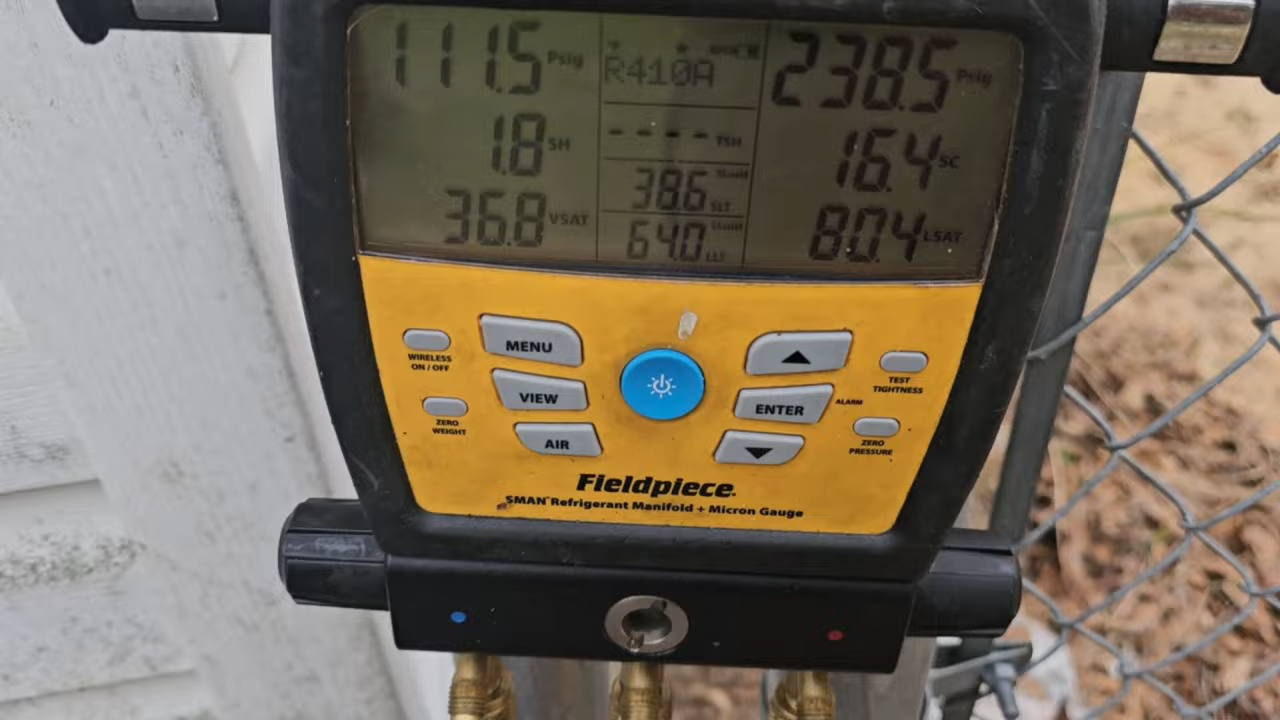 111.5 Psig
R410A
238.5 Psig
1.8 SH
---- TSH
16.4 SC
38.6 SLT
36.8 VSAT
64.0 LLT
80.4 LSAT
WIRELESS
ON / OFF
MENU
TEST
TIGHTNESS
VIEW
ENTER
ALARM
ZERO
WEIGHT
AIR
ZERO
PRESSURE
Fieldpiece
SMAN Refrigerant Manifold + Micron Gauge